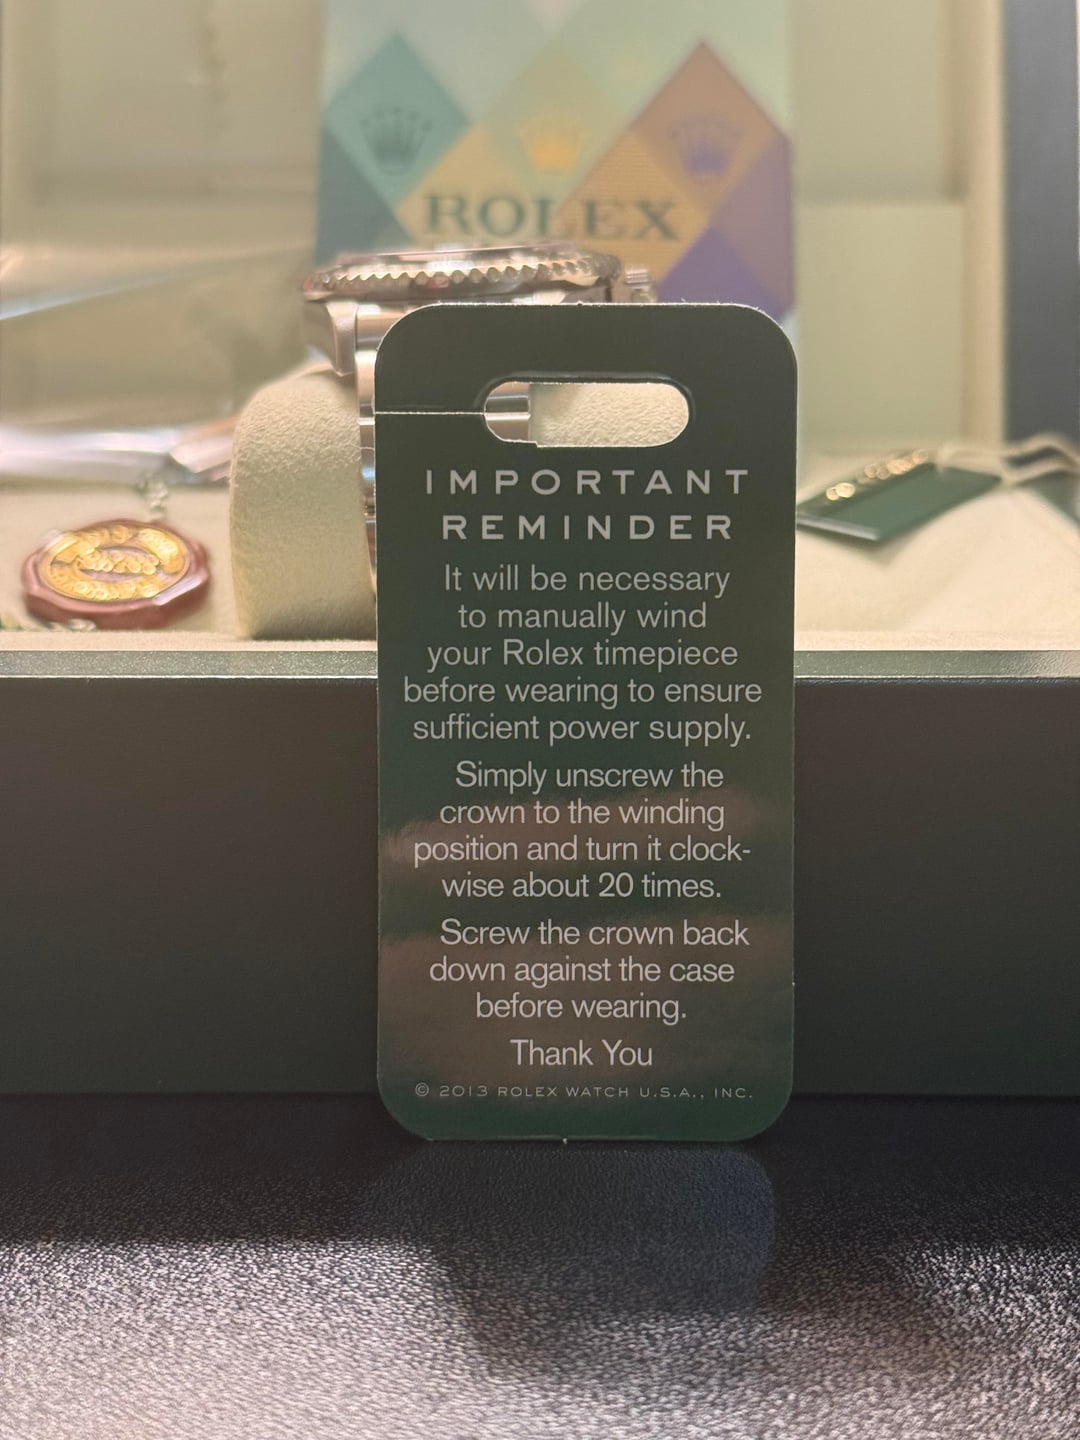 ROLEX
IMPORTANT
REMINDER
It will be necessary
to manually wind
your Rolex timepiece
before wearing to ensure
sufficient power supply.
Simply unscrew the
crown to the winding
position and turn it clock-
wise about 20 times.
Screw the crown back
down against the case
before wearing.
Thank You
© 2013 ROLEX WATCH U.S.A., INC.